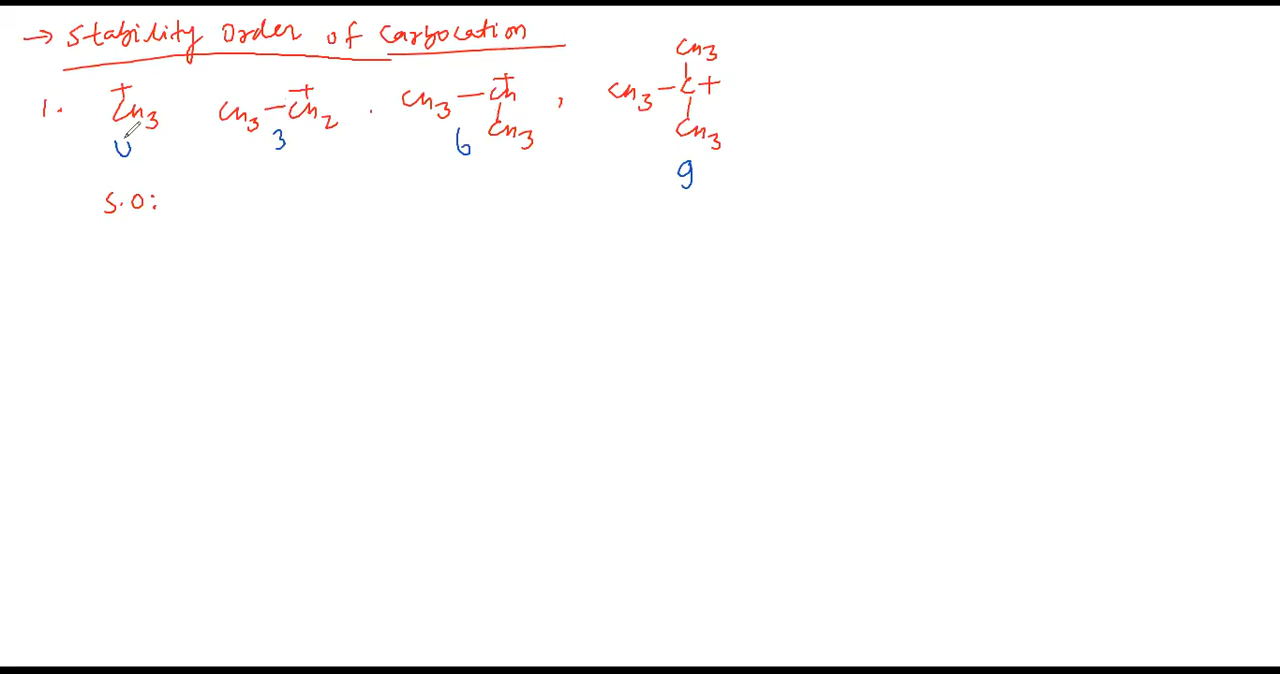 → Stability Order of Carbocation
CH3
1. +CH3 CH3-+CH2 . CH3-+CH , CH3-C+
CH3 CH3
0 3 6 9
S.O: